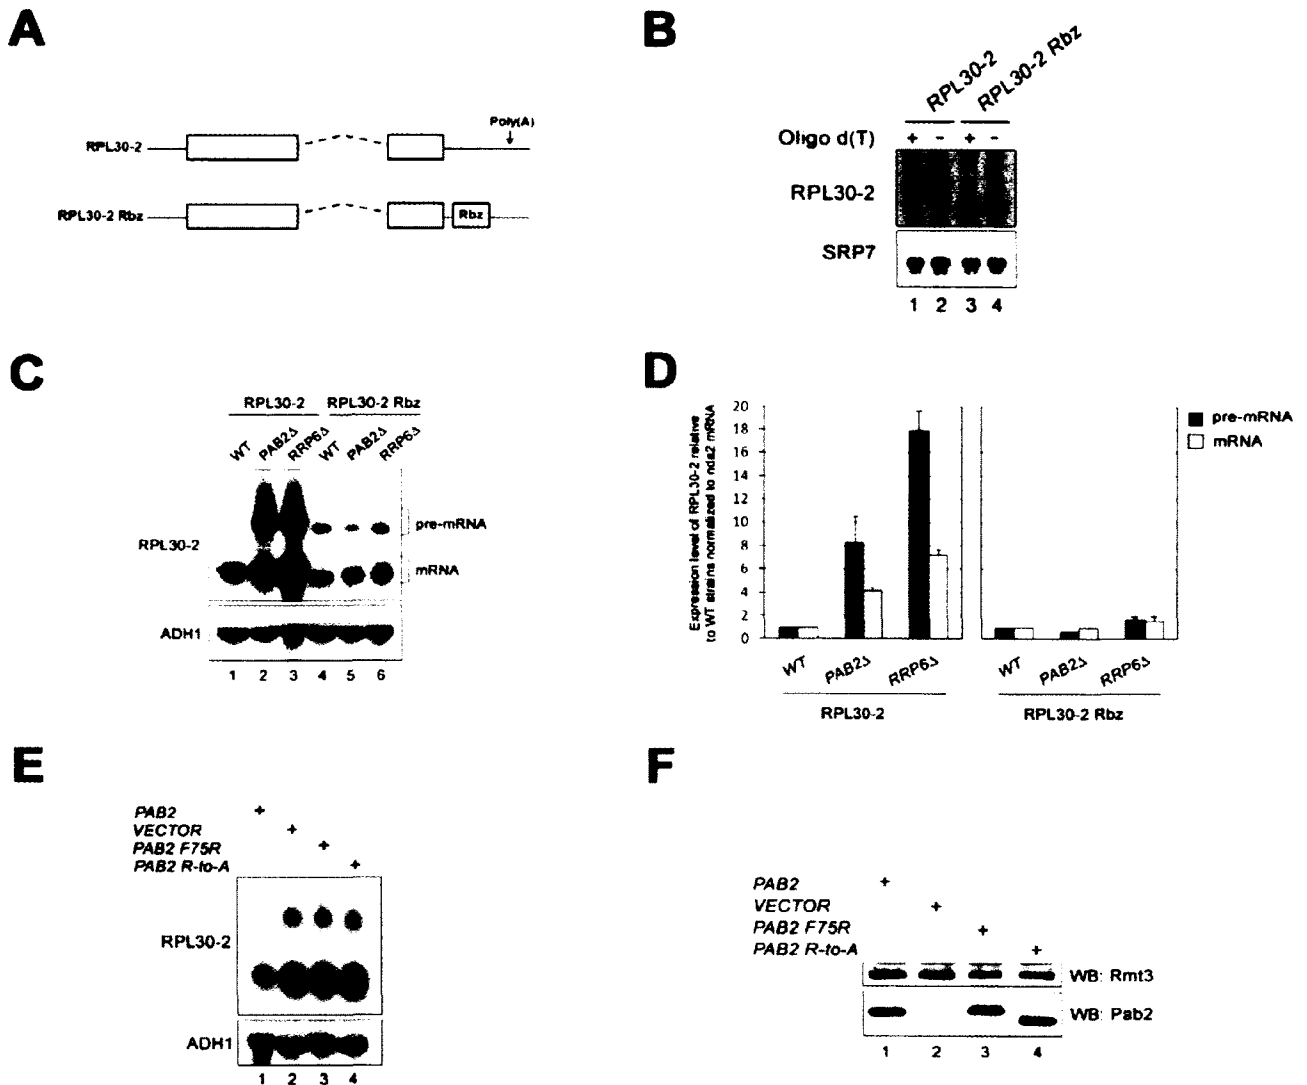 A
Poly(A)
RPL30-2
RPL30-2 Rbz
Rbz
B
RPL30-2
RPL30-2 Rbz
Oligo d(T) + - + -
RPL30-2
SRP7
1 2 3 4
C
RPL30-2 RPL30-2 Rbz
WT PAB2Δ RRP6Δ WT PAB2Δ RRP6Δ
pre-mRNA
RPL30-2
mRNA
ADH1
1 2 3 4 5 6
D
Expression level of RPL30-2 relative
to WT strains normalized to nda2 mRNA
20
18
16
14
12
10
8
6
4
2
0
pre-mRNA
mRNA
WT PAB2Δ RRP6Δ WT PAB2Δ RRP6Δ
RPL30-2 RPL30-2 Rbz
E
PAB2 +
VECTOR +
PAB2 F75R +
PAB2 R-to-A +
RPL30-2
ADH1
1 2 3 4
F
PAB2 +
VECTOR +
PAB2 F75R +
PAB2 R-to-A +
WB: Rmt3
WB: Pab2
1 2 3 4